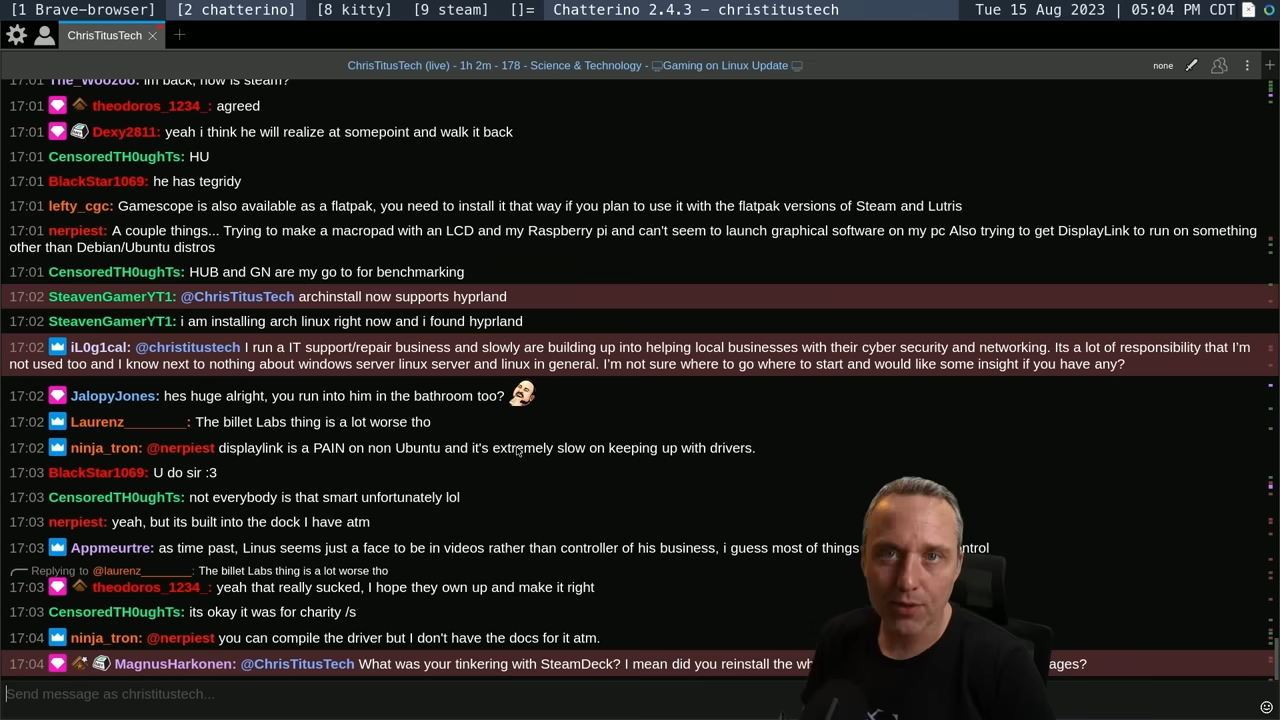 [1 Brave-browser] [2 chatterino] [8 kitty] [9 steam] []= Chatterino 2.4.3 - christitustech Tue 15 Aug 2023 | 05:04 PM CDT
ChrisTitusTech
ChrisTitusTech (live) - 1h 2m - 178 - Science & Technology - 🖥️Gaming on Linux Update🖥️ none
17:01 The_Woozoo: im back, how is steam?
17:01 theodoros_1234_: agreed
17:01 Dexy2811: yeah i think he will realize at somepoint and walk it back
17:01 CensoredTH0ughTs: HU
17:01 BlackStar1069: he has tegridy
17:01 lefty_cgc: Gamescope is also available as a flatpak, you need to install it that way if you plan to use it with the flatpak versions of Steam and Lutris
17:01 nerpiest: A couple things... Trying to make a macropad with an LCD and my Raspberry pi and can't seem to launch graphical software on my pc Also trying to get DisplayLink to run on something
other than Debian/Ubuntu distros
17:01 CensoredTH0ughTs: HUB and GN are my go to for benchmarking
17:02 SteavenGamerYT1: @ChrisTitusTech archinstall now supports hyprland
17:02 SteavenGamerYT1: i am installing arch linux right now and i found hyprland
17:02 iL0g1cal: @christitustech I run a IT support/repair business and slowly are building up into helping local businesses with their cyber security and networking. Its a lot of responsibility that I'm
not used too and I know next to nothing about windows server linux server and linux in general. I'm not sure where to go where to start and would like some insight if you have any?
17:02 JalopyJones: hes huge alright, you run into him in the bathroom too?
17:02 Laurenz________: The billet Labs thing is a lot worse tho
17:02 ninja_tron: @nerpiest displaylink is a PAIN on non Ubuntu and it's extremely slow on keeping up with drivers.
17:03 BlackStar1069: U do sir :3
17:03 CensoredTH0ughTs: not everybody is that smart unfortunately lol
17:03 nerpiest: yeah, but its built into the dock I have atm
17:03 Appmeurtre: as time past, Linus seems just a face to be in videos rather than controller of his business, i guess most of things
Replying to @laurenz________: The billet Labs thing is a lot worse tho
17:03 theodoros_1234_: yeah that really sucked, I hope they own up and make it right
17:03 CensoredTH0ughTs: its okay it was for charity /s
17:04 ninja_tron: @nerpiest you can compile the driver but I don't have the docs for it atm.
17:04 MagnusHarkonen: @ChrisTitusTech What was your tinkering with SteamDeck? I mean did you reinstall the
Send message as christitustech...